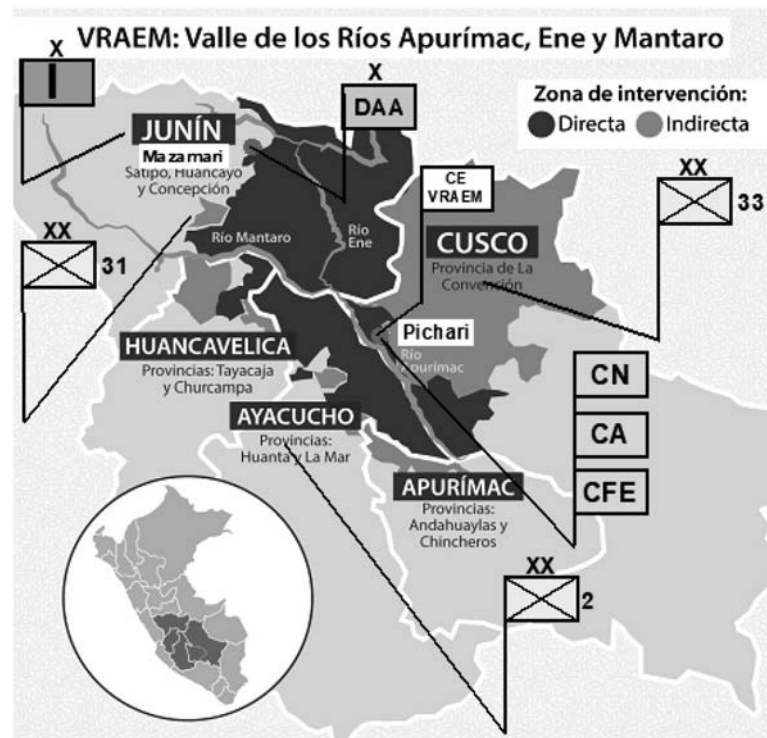 VRAEM: Valle de los Ríos Apurímac, Ene y Mantaro
X
I
X
DAA
Zona de intervención:
Directa Indirecta
JUNÍN
Mazamari
Satipo, Huancayo
y Concepción
CE
VRAEM
XX
33
XX
31
Río Mantaro
Río
Ene
CUSCO
Provincia de La
Convención
Pichari
Río
Apurímac
HUANCAVELICA
Provincias: Tayacaja
y Churcampa
CN
CA
CFE
AYACUCHO
Provincias:
Huanta y La Mar
APURÍMAC
Provincias:
Andahuaylas y
Chincheros
XX
2